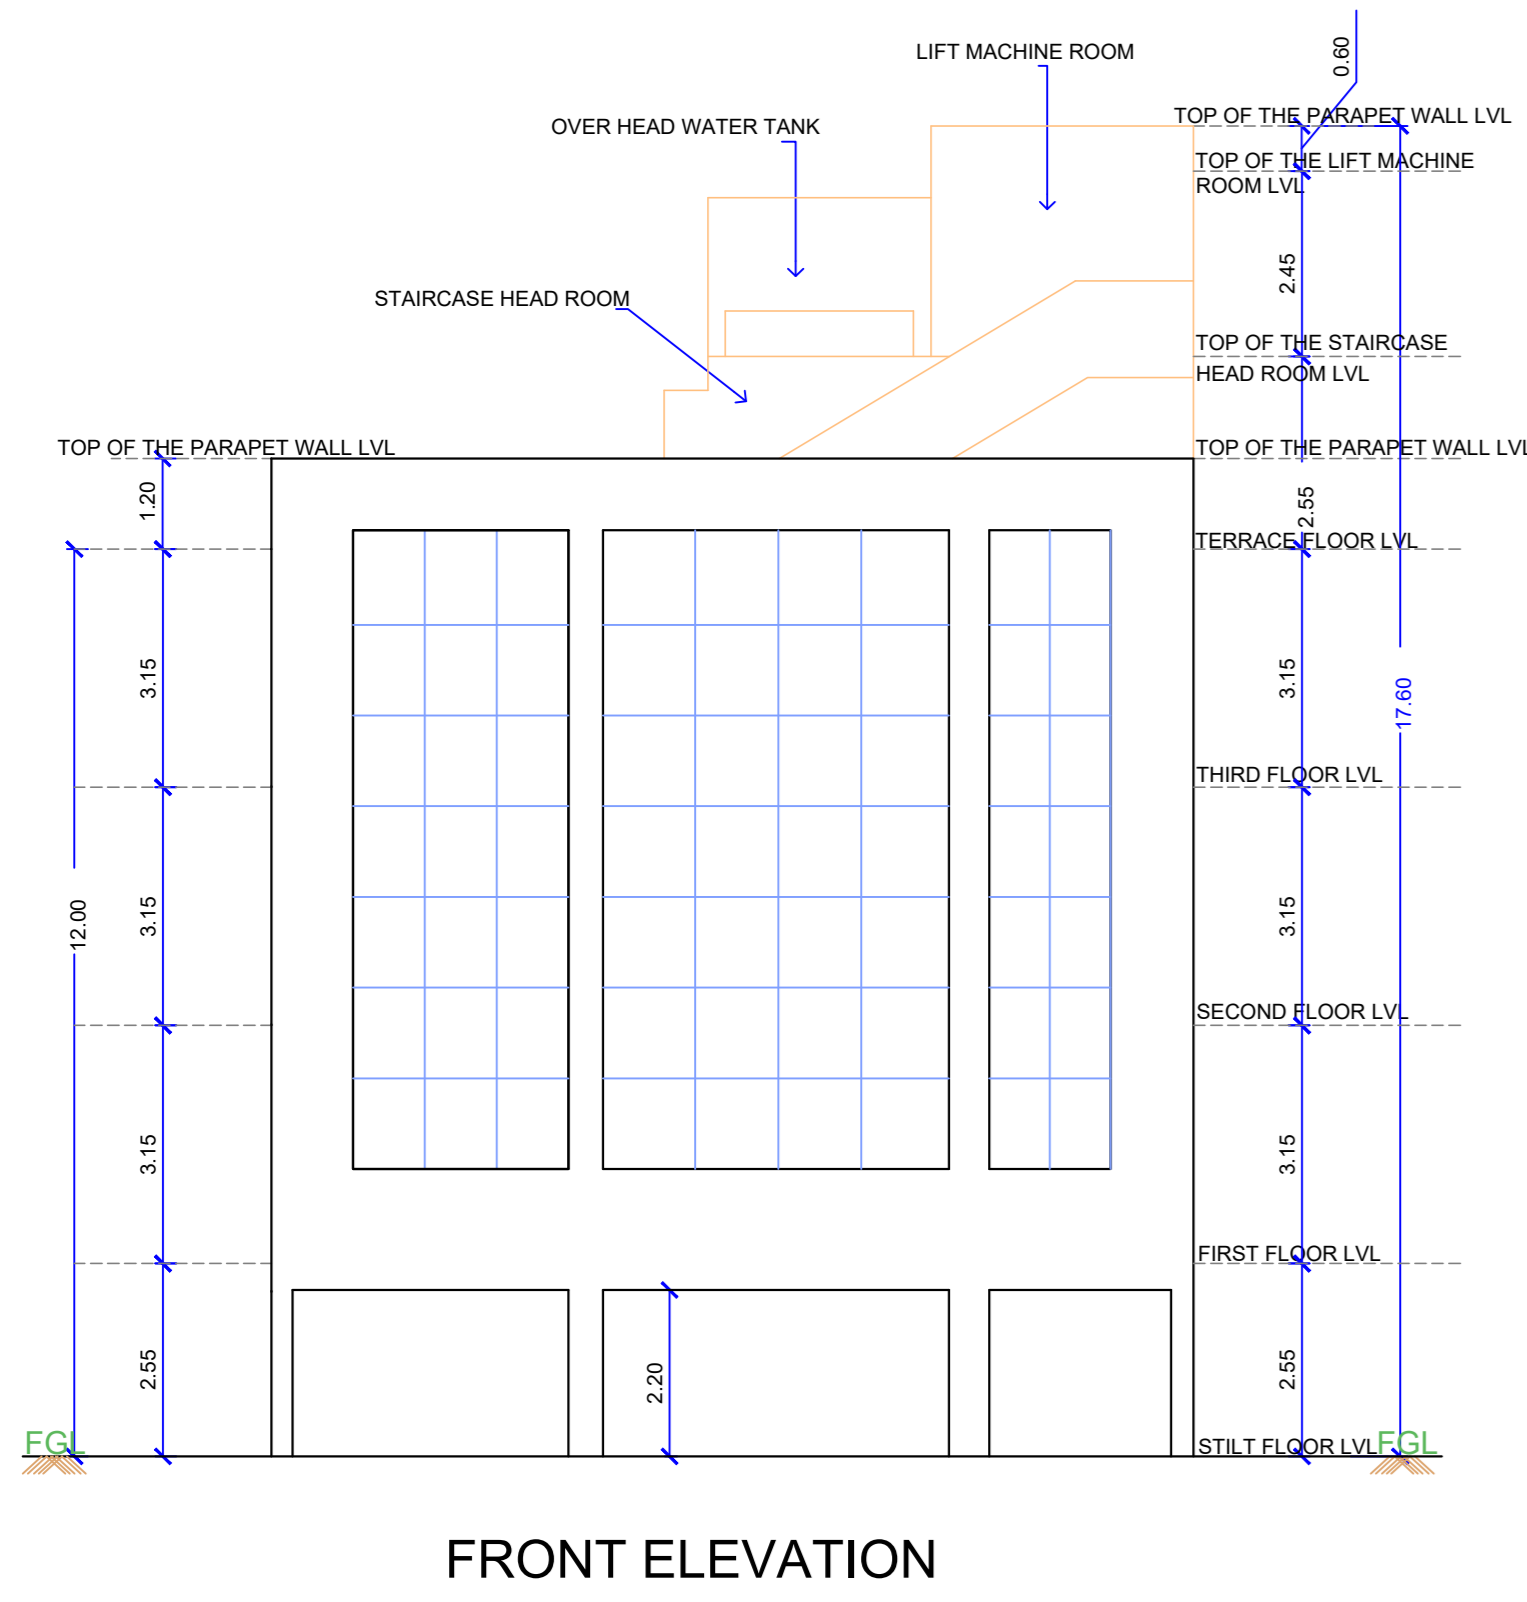 0.60
LIFT MACHINE ROOM
TOP OF THE PARAPET WALL LVL
OVER HEAD WATER TANK
TOP OF THE LIFT MACHINE
ROOM LVL
2.45
STAIRCASE HEAD ROOM
TOP OF THE STAIRCASE
HEAD ROOM LVL
TOP OF THE PARAPET WALL LVL
TOP OF THE PARAPET WALL LVL
1.20
2.55
TERRACE FLOOR LVL
3.15
3.15
17.60
THIRD FLOOR LVL
12.00
3.15
3.15
SECOND FLOOR LVL
3.15
3.15
FIRST FLOOR LVL
2.55
2.20
2.55
FGL
STILT FLOOR LVL
FGL
FRONT ELEVATION